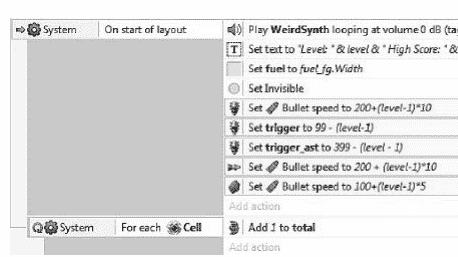 System On start of layout
Play WeirdSynth looping at volume 0 dB (ta
T Set text to "Level: " & level & " High Score: " &
Set fuel to fuel_fg.Width
Set Invisible
Set Bullet speed to 200+(level-1)*10
Set trigger to 99 - (level-1)
Set trigger_ast to 399 - (level - 1)
Set Bullet speed to 200 + (level-1)*10
Set Bullet speed to 100+(level-1)*5
Add action
System For each Cell
Add 1 to total
Add action